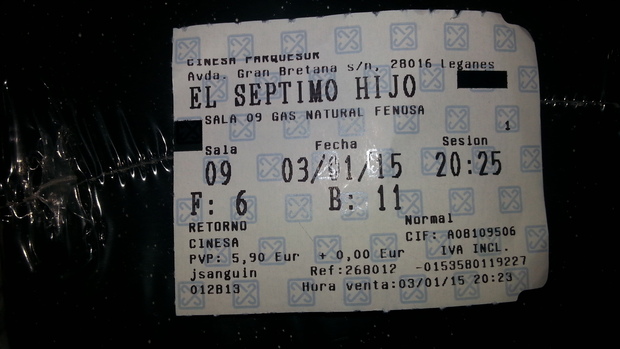 CINESA PARQUESUR
Avda. Gran Bretana s/n, 28016 Leganes
EL SEPTIMO HIJO
SALA 09 GAS NATURAL FENOSA
1
Sala Fecha Sesion
09 03/01/15 20:25
F: 6 B: 11
RETORNO Normal
CINESA CIF: A08109506
PVP: 5,90 Eur + 0,00 Eur IVA INCL.
jsanguin Ref:268012 -0153580119227
012B13 Hora venta:03/01/15 20:23